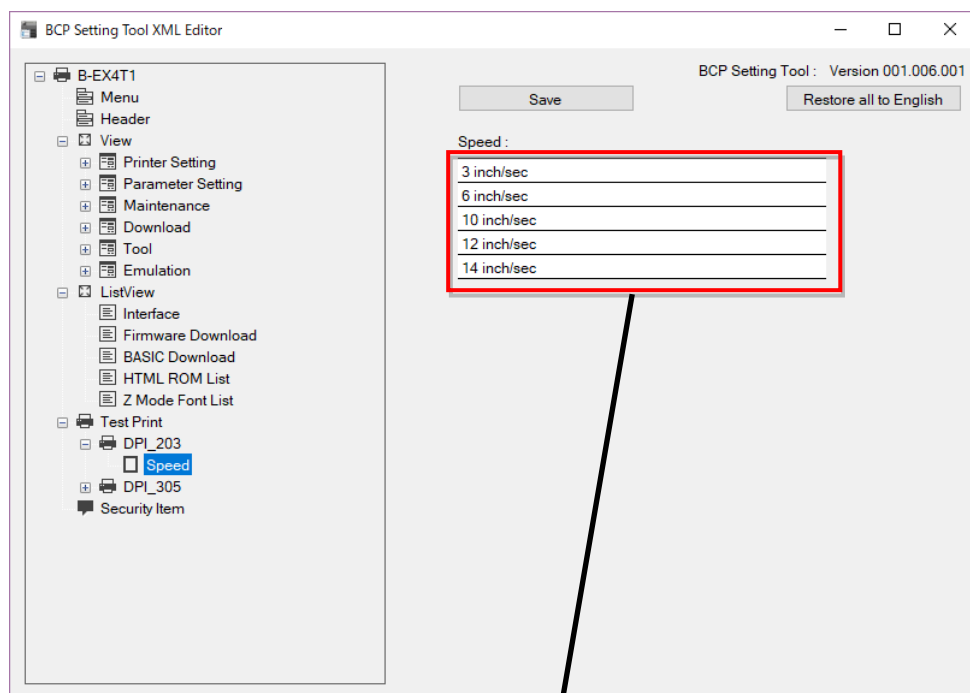 BCP Setting Tool XML Editor
BCP Setting Tool : Version 001.006.001
Save
Restore all to English
B-EX4T1
Menu
Header
View
Printer Setting
Parameter Setting
Maintenance
Download
Tool
Emulation
ListView
Interface
Firmware Download
BASIC Download
HTML ROM List
Z Mode Font List
Test Print
DPI_203
Speed
DPI_305
Security Item
Speed :
3 inch/sec
6 inch/sec
10 inch/sec
12 inch/sec
14 inch/sec